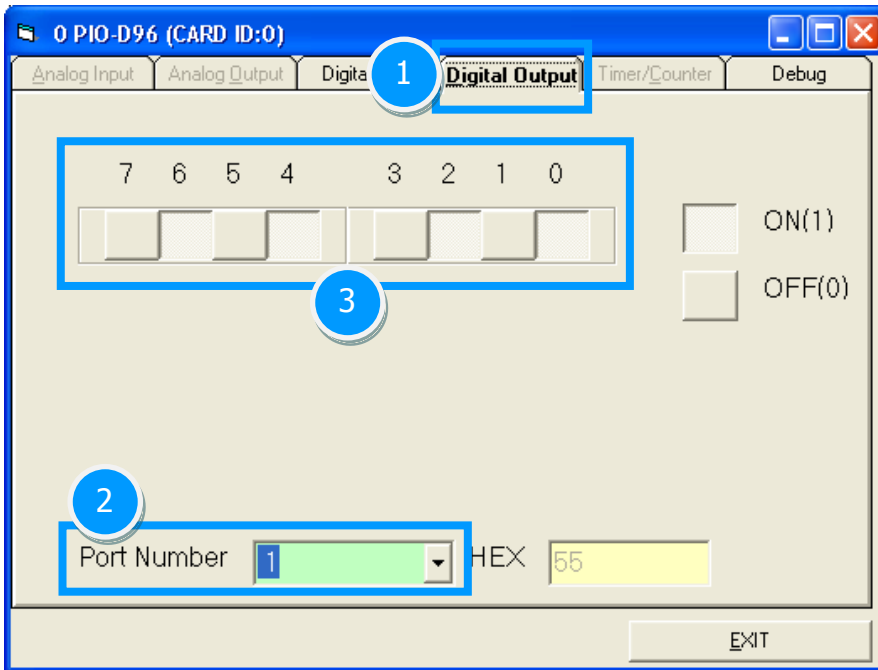 0 PIO-D96 (CARD ID:0)
Analog Input Analog Output Digita 1 Digital Output Timer/Counter Debug
7 6 5 4 3 2 1 0
ON(1)
3
OFF(0)
2
Port Number 1 HEX 55
EXIT